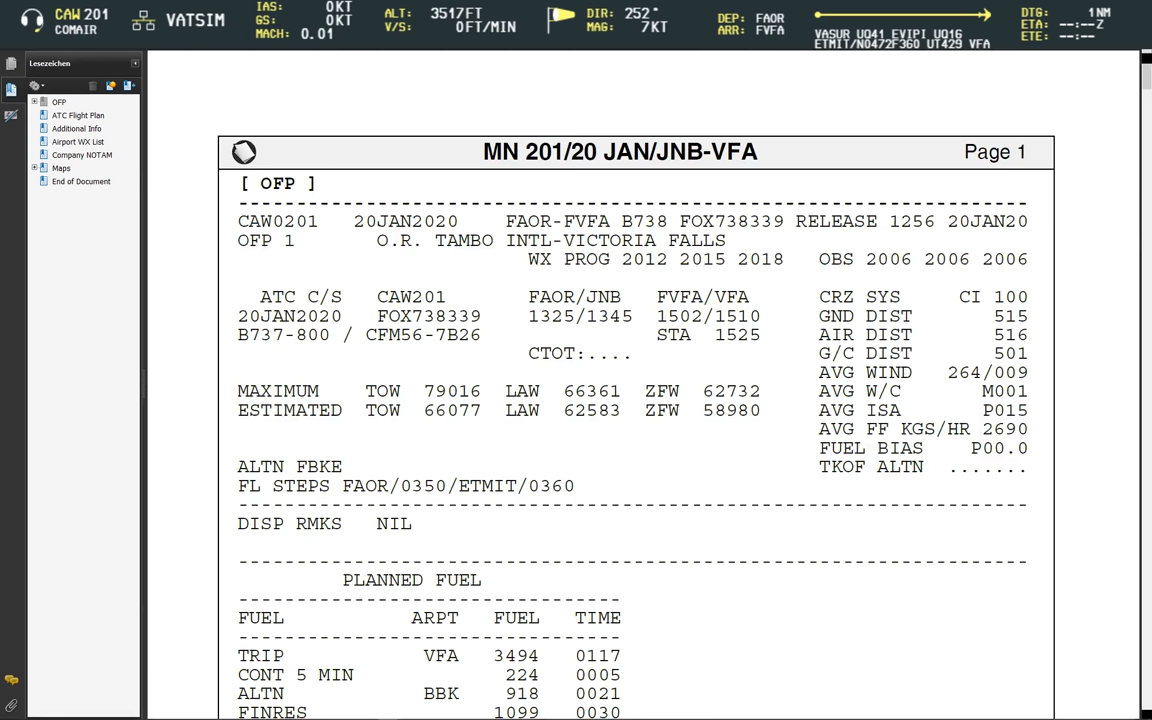 CAW 201
COMAIR
VATSIM
IAS: 0KT
GS: 0KT
MACH: 0.01
ALT: 3517FT
V/S: 0FT/MIN
DIR: 252°
MAG: 7KT
DEP: FAOR
ARR: FVFA
VASUR UQ41 EVIPI UQ16
ETMIT/N0472F360 UT429 VFA
DTG: 1NM
ETA: --:--Z
ETE: --:--
Lesezeichen
OFP
ATC Flight Plan
Additional Info
Airport WX List
Company NOTAM
Maps
End of Document
MN 201/20 JAN/JNB-VFA Page 1
[ OFP ]
CAW0201 20JAN2020 FAOR-FVFA B738 FOX738339 RELEASE 1256 20JAN20
OFP 1 O.R. TAMBO INTL-VICTORIA FALLS
WX PROG 2012 2015 2018 OBS 2006 2006 2006
ATC C/S CAW201 FAOR/JNB FVFA/VFA CRZ SYS CI 100
20JAN2020 FOX738339 1325/1345 1502/1510 GND DIST 515
B737-800 / CFM56-7B26 STA 1525 AIR DIST 516
CTOT:.... G/C DIST 501
AVG WIND 264/009
MAXIMUM TOW 79016 LAW 66361 ZFW 62732 AVG W/C M001
ESTIMATED TOW 66077 LAW 62583 ZFW 58980 AVG ISA P015
AVG FF KGS/HR 2690
FUEL BIAS P00.0
ALTN FBKE TKOF ALTN .......
FL STEPS FAOR/0350/ETMIT/0360
DISP RMKS NIL
PLANNED FUEL
FUEL ARPT FUEL TIME
TRIP VFA 3494 0117
CONT 5 MIN 224 0005
ALTN BBK 918 0021
FINRES 1099 0030